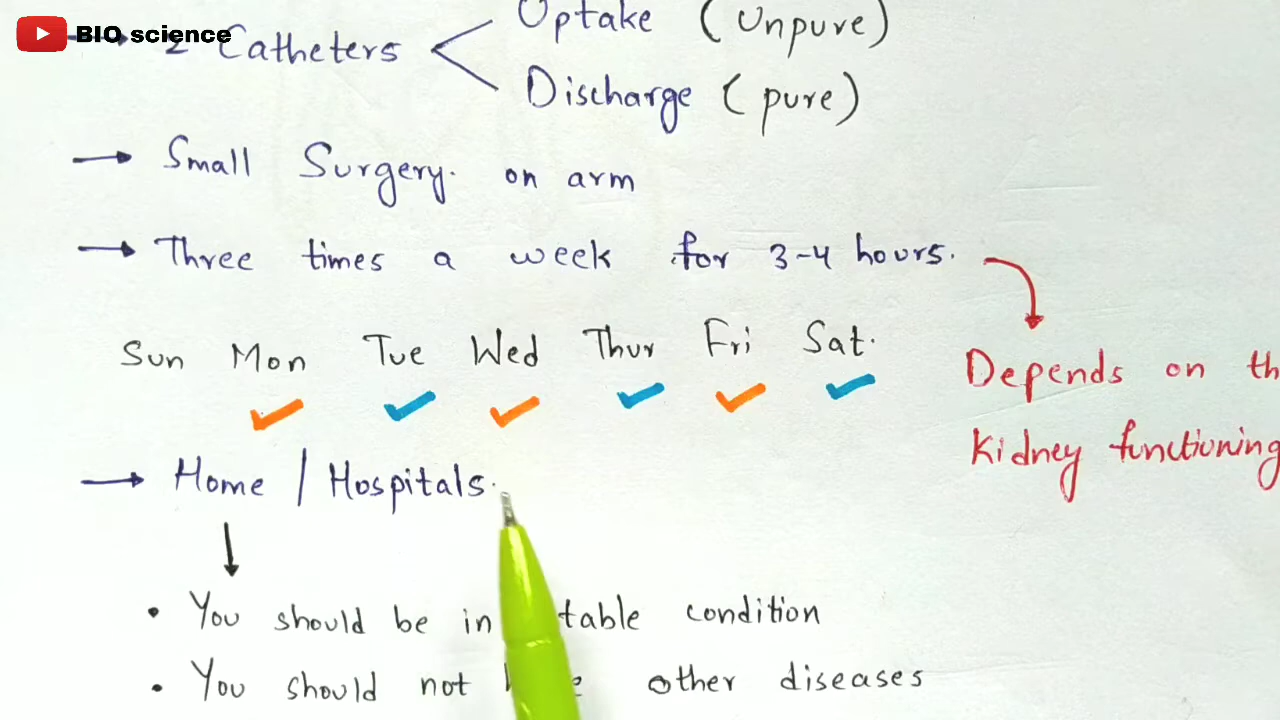 BIO science
2 Catheters
Uptake (Unpure)
Discharge (pure)
Small Surgery. on arm
Three times a week for 3-4 hours.
Sun Mon Tue Wed Thur Fri Sat.
Depends on th
Kidney functioning
Home / Hospitals.
• You should be in table condition
• You should not other diseases